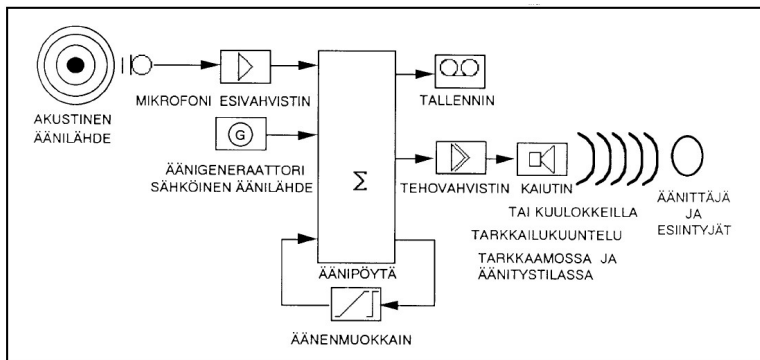 AKUSTINEN
ÄÄNILÄHDE
MIKROFONI
ESIVAHVISTIN
G
ÄÄNIGENERAATTORI
SÄHKÖINEN ÄÄNILÄHDE
Σ
ÄÄNIPÖYTÄ
ÄÄNENMUOKKAIN
TALLENNIN
TEHOVAHVISTIN
KAIUTIN
TAI KUULOKKEILLA
TARKKAILUKUUNTELU
TARKKAAMOSSA JA
ÄÄNITYSTILASSA
ÄÄNITTÄJÄ
JA
ESIINTYJÄT